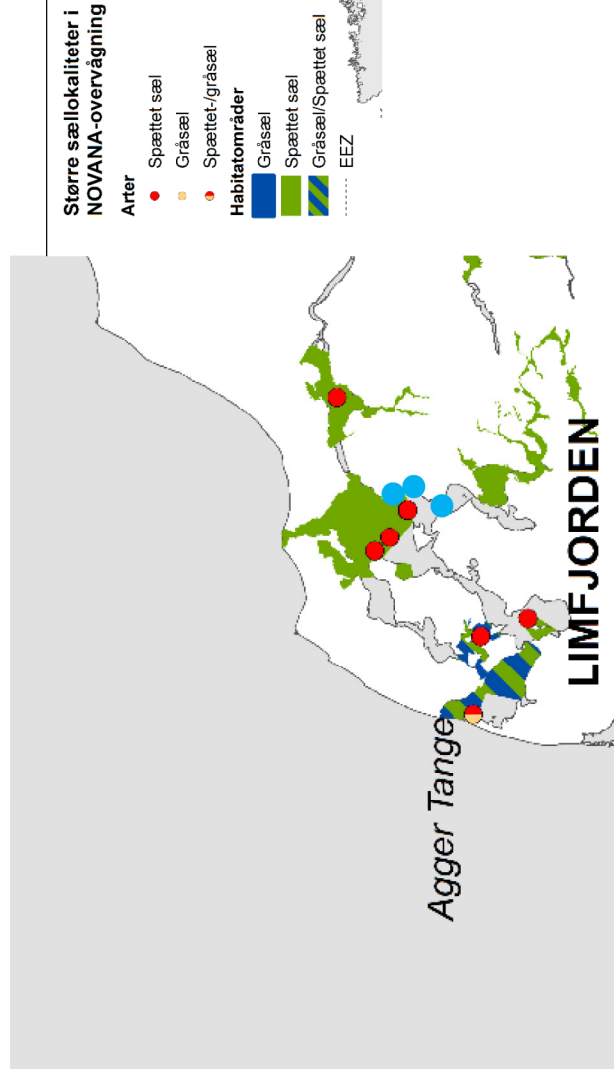 Større sællokaliteter i
NOVANA-overvågning
Arter
Spættet sæl
Gråsæl
Spættet-/gråsæl
Habitatområder
Gråsæl
Spættet sæl
Gråsæl/Spættet sæl
EEZ
Agger Tange
LIMFJORDEN